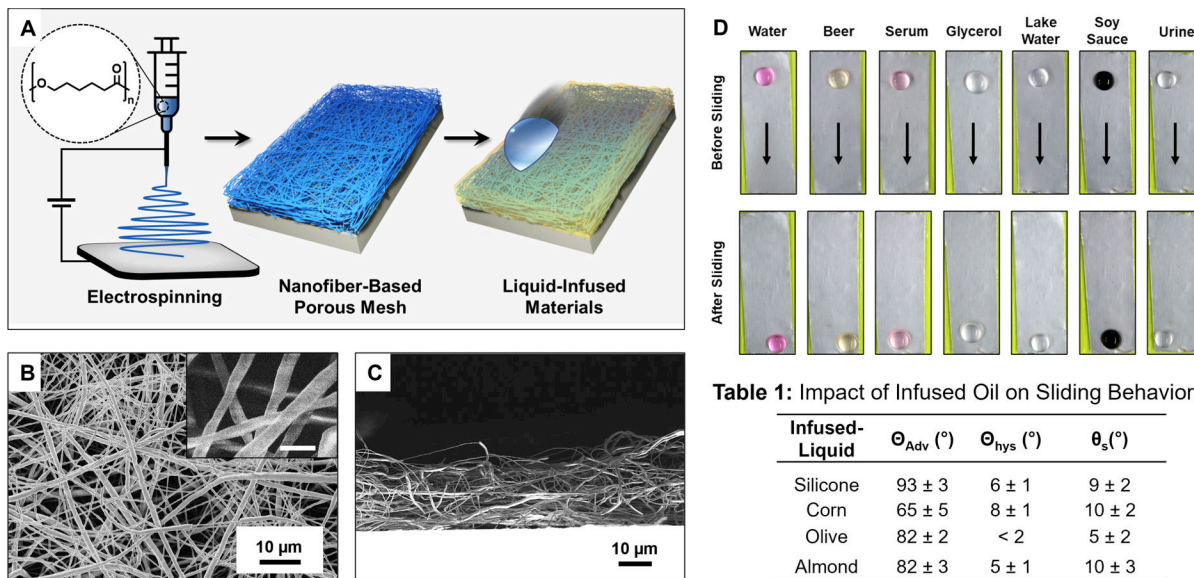 A
O
O
n
Electrospinning
Nanofiber-Based
Porous Mesh
Liquid-Infused
Materials
B
10 µm
C
10 µm
D
Water
Beer
Serum
Glycerol
Lake
Water
Soy
Sauce
Urine
Before Sliding
After Sliding
Table 1: Impact of Infused Oil on Sliding Behavior
Infused-
Liquid
ΘAdv (°)
Θhys (°)
θs(°)
Silicone 93 ± 3 6 ± 1 9 ± 2
Corn 65 ± 5 8 ± 1 10 ± 2
Olive 82 ± 2 < 2 5 ± 2
Almond 82 ± 3 5 ± 1 10 ± 3